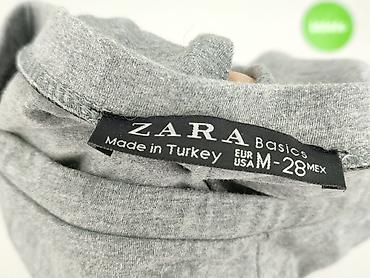 ZARA Basics
Made in Turkey EUR USA M-28 MEX